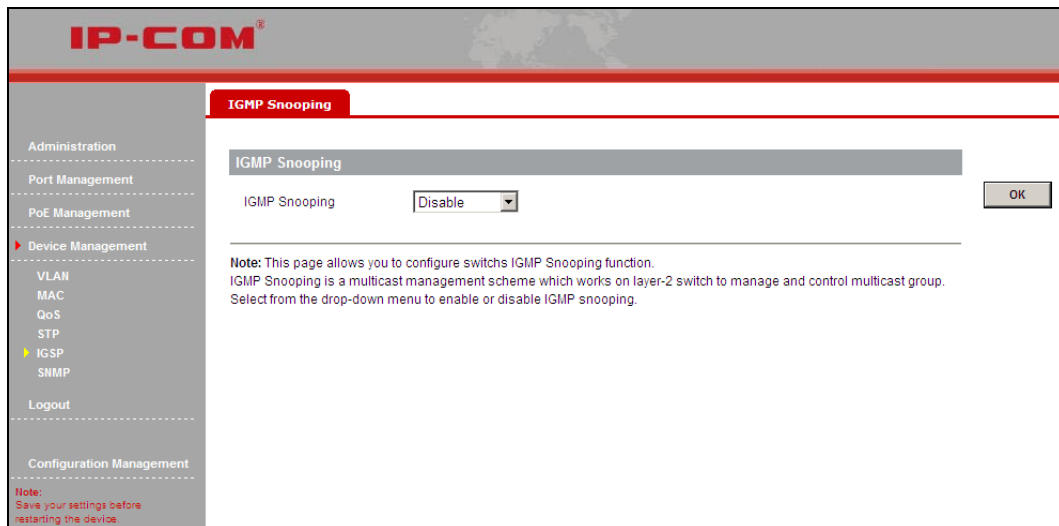 IP-COM®
IGMP Snooping
Administration
Port Management
PoE Management
Device Management
VLAN
MAC
QoS
STP
IGSP
SNMP
Logout
Configuration Management
Note:
Save your settings before
restarting the device.
IGMP Snooping
IGMP Snooping
Disable
OK
Note: This page allows you to configure switchs IGMP Snooping function.
IGMP Snooping is a multicast management scheme which works on layer-2 switch to manage and control multicast group.
Select from the drop-down menu to enable or disable IGMP snooping.